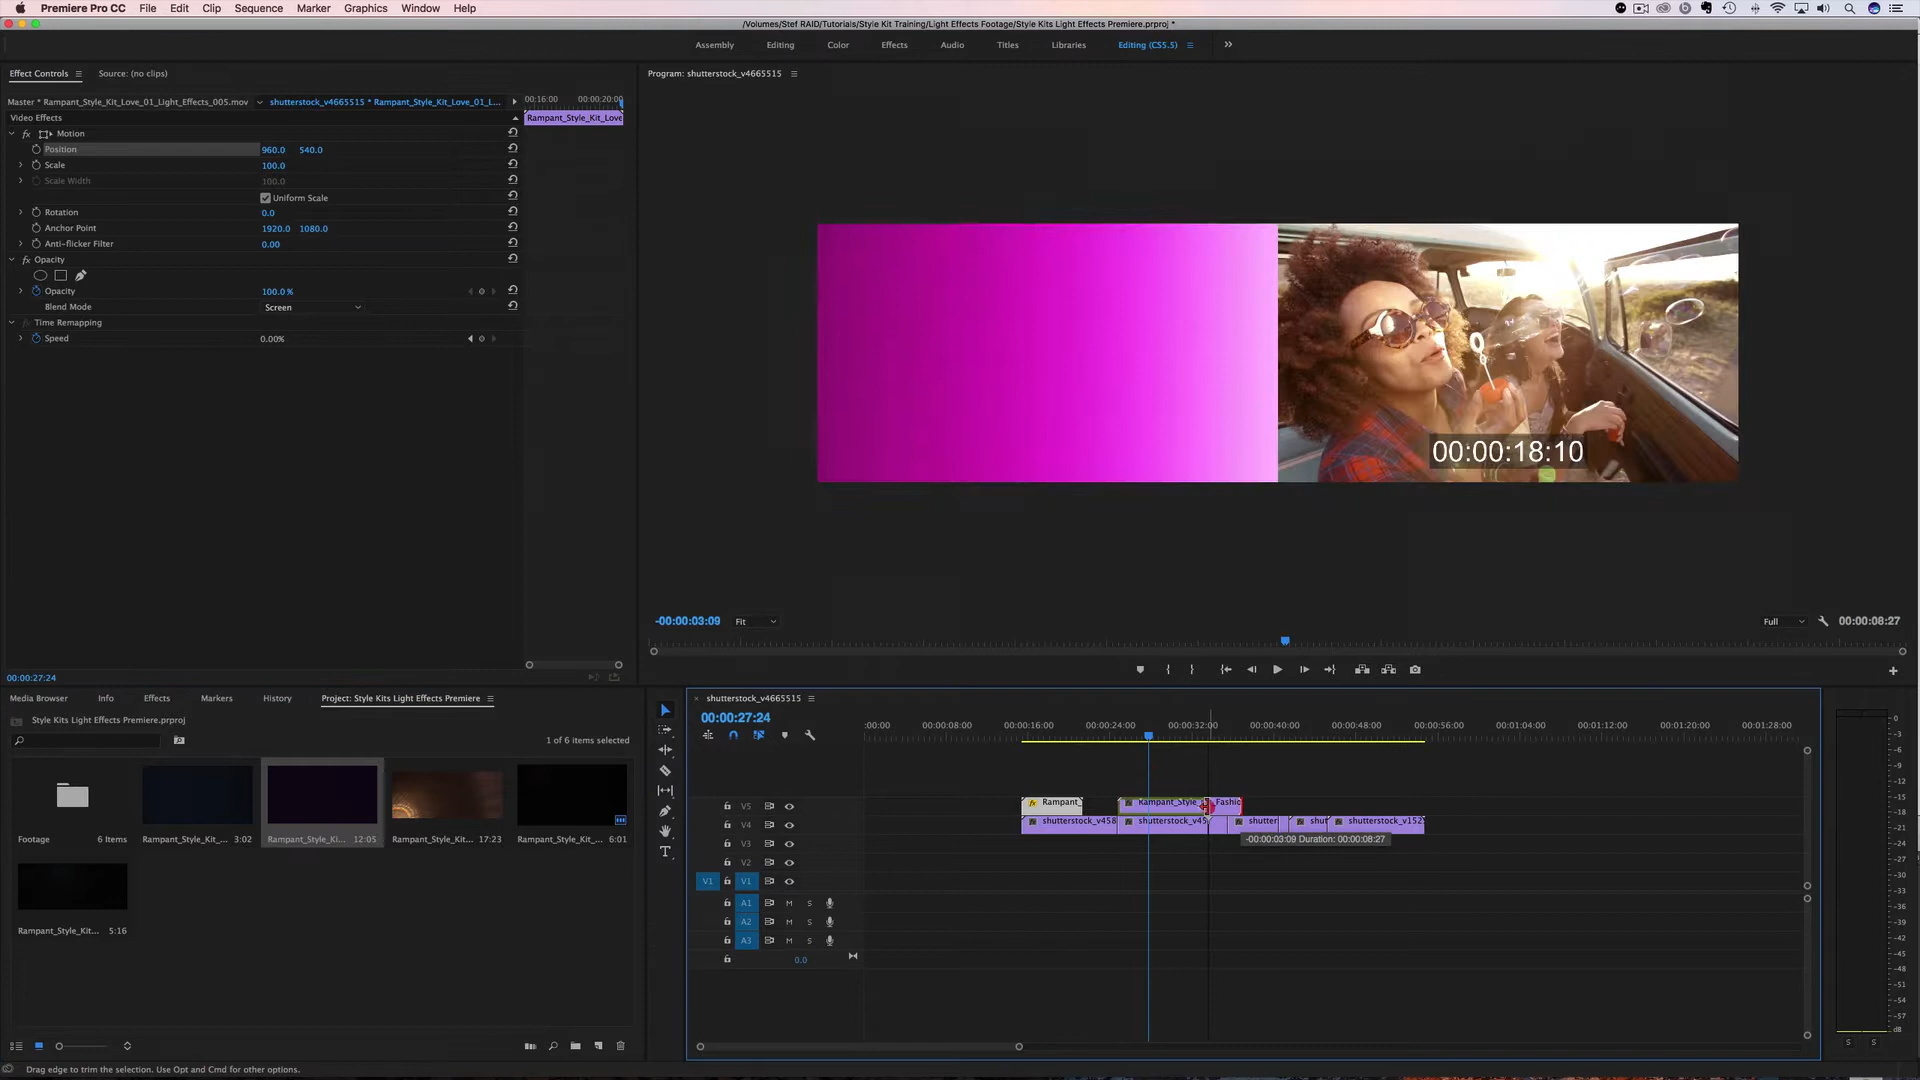 Premiere Pro CC File Edit Clip Sequence Marker Graphics Window Help
/Volumes/Stef RAID/Tutorials/Style Kit Training/Light Effects Footage/Style Kits Light Effects Premiere.prproj *
Assembly Editing Color Effects Audio Titles Libraries Editing (CS5.5)
Effect Controls Source: (no clips)
Program: shutterstock_v4665515
Master * Rampant_Style_Kit_Love_01_Light_Effects_005.mov shutterstock_v4665515 * Rampant_Style_Kit_Love_01_L... 00:16:00 00:00:20:00
Video Effects Rampant_Style_Kit_Love
fx Motion
Position 960.0 540.0
Scale 100.0
Scale Width 100.0
Uniform Scale
Rotation 0.0
Anchor Point 1920.0 1080.0
Anti-flicker Filter 0.00
fx Opacity
Opacity 100.0 %
Blend Mode Screen
Time Remapping
Speed 0.00%
00:00:18:10
-00:00:03:09 Fit Full 00:00:08:27
00:00:27:24
Media Browser Info Effects Markers History Project: Style Kits Light Effects Premiere
Style Kits Light Effects Premiere.prproj
1 of 6 items selected
Footage 6 Items Rampant_Style_Kit_... 3:02 Rampant_Style_Ki... 12:05 Rampant_Style_Kit... 17:23 Rampant_Style_Kit_... 6:01
Rampant_Style_Kit... 5:16
shutterstock_v4665515
00:00:27:24 :00:00 00:00:08:00 00:00:16:00 00:00:24:00 00:00:32:00 00:00:40:00 00:00:48:00 00:00:56:00 00:01:04:00 00:01:12:00 00:01:20:00 00:01:28:00
V5 Rampant_ Rampant_Style_ Fashic
V4 shutterstock_v458 shutterstock_v45 shutter shut shutterstock_v152
V3 -00:00:03:09 Duration: 00:00:08:27
V2
V1 V1
A1 M S
A2 M S
A3 M S
0.0
0
-3
-6
-9
-12
-15
-18
-21
-24
-27
-30
-33
-36
-39
-42
-45
-48
-51
-54
-57
dB
S S
Drag edge to trim the selection. Use Opt and Cmd for other options.